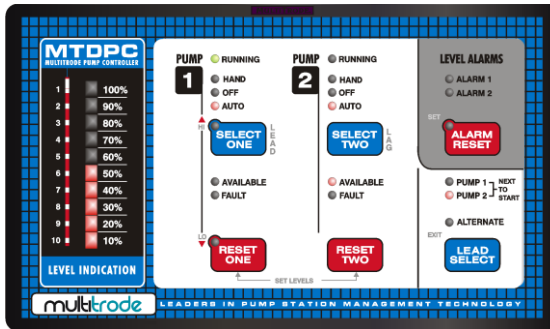 MTDPC
MULTITRODE PUMP CONTROLLER
1 100%
2 90%
3 80%
4 70%
5 60%
6 50%
7 40%
8 30%
9 20%
10 10%
LEVEL INDICATION
PUMP
1
RUNNING
HAND
OFF
AUTO
HI
SELECT
ONE
LEAD
AVAILABLE
FAULT
LO
RESET
ONE
PUMP
2
RUNNING
HAND
OFF
AUTO
SELECT
TWO
LAG
AVAILABLE
FAULT
RESET
TWO
SET LEVELS
LEVEL ALARMS
ALARM 1
ALARM 2
SET
ALARM
RESET
PUMP 1
PUMP 2
NEXT
TO
START
ALTERNATE
EXIT
LEAD
SELECT
multitrode
LEADERS IN PUMP STATION MANAGEMENT TECHNOLOGY